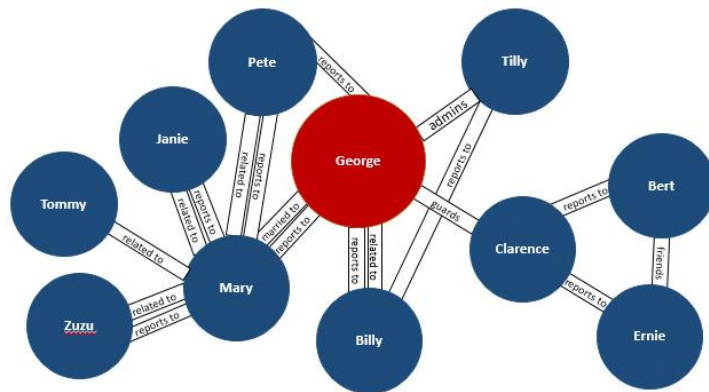 Pete
reports to
Tilly
admins
Janie
related to
reports to
George
reports to
Bert
reports to
Tommy
related to
reports to
married to
reports to
guards
Clarence
friends
related to
Mary
reports to
related to
reports to
related to
reports to
Zuzu
Billy
Ernie